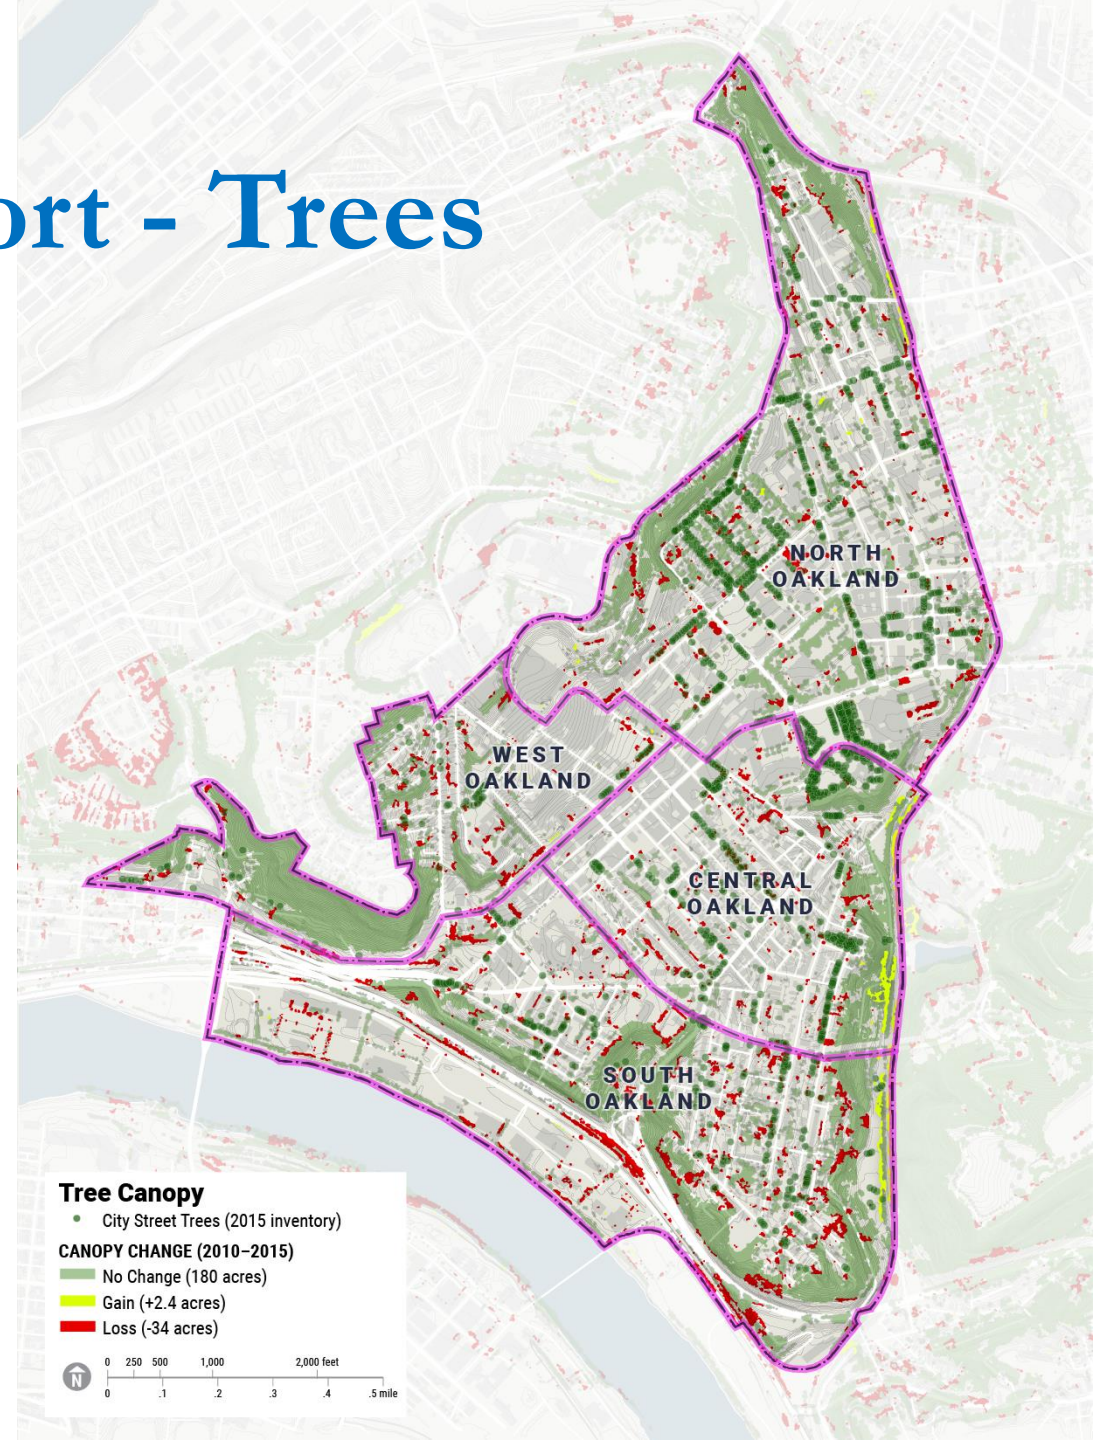 ort - Trees
NORTH
OAKLAND
WEST
OAKLAND
CENTRAL
OAKLAND
SOUTH
OAKLAND
Tree Canopy
City Street Trees (2015 inventory)
CANOPY CHANGE (2010–2015)
No Change (180 acres)
Gain (+2.4 acres)
Loss (-34 acres)
N
0 250 500 1,000 2,000 feet
0 .1 .2 .3 .4 .5 mile